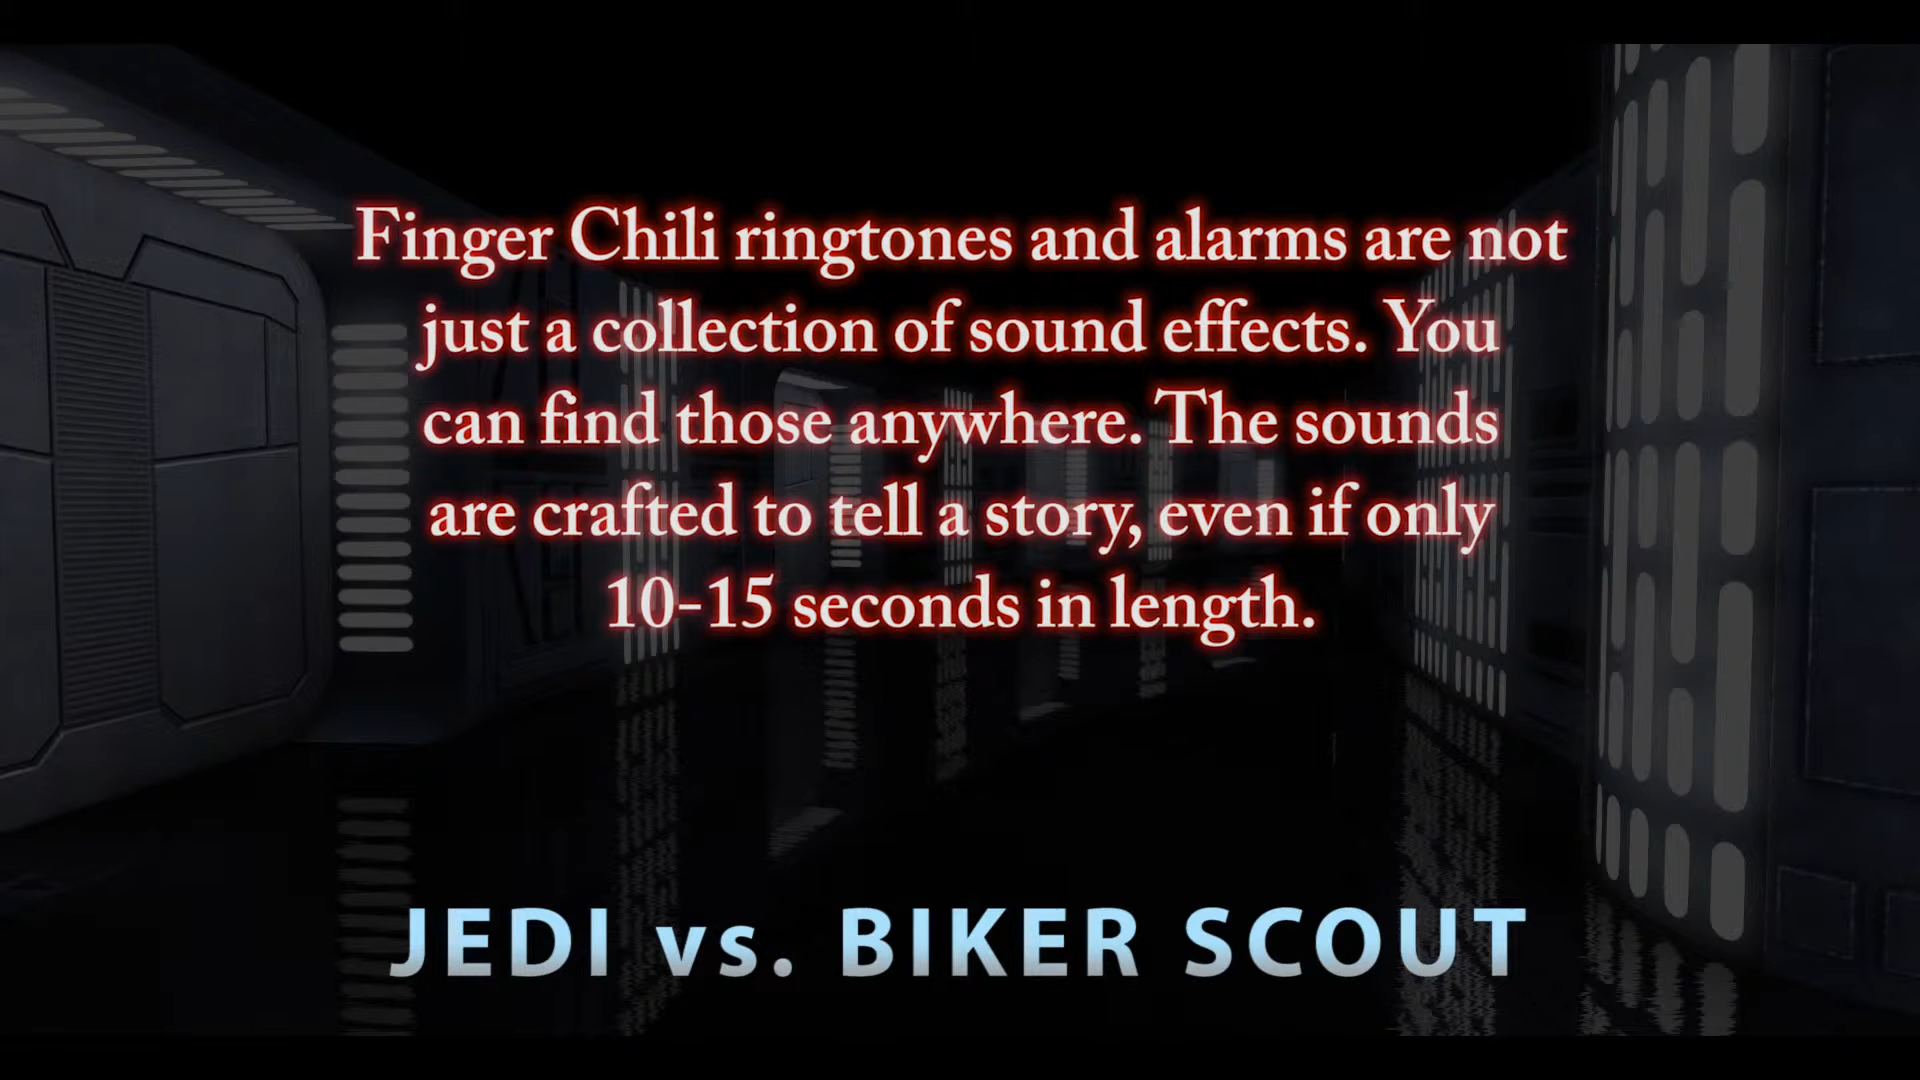 Finger Chili ringtones and alarms are not
just a collection of sound effects. You
can find those anywhere. The sounds
are crafted to tell a story, even if only
10-15 seconds in length.
JEDI vs. BIKER SCOUT